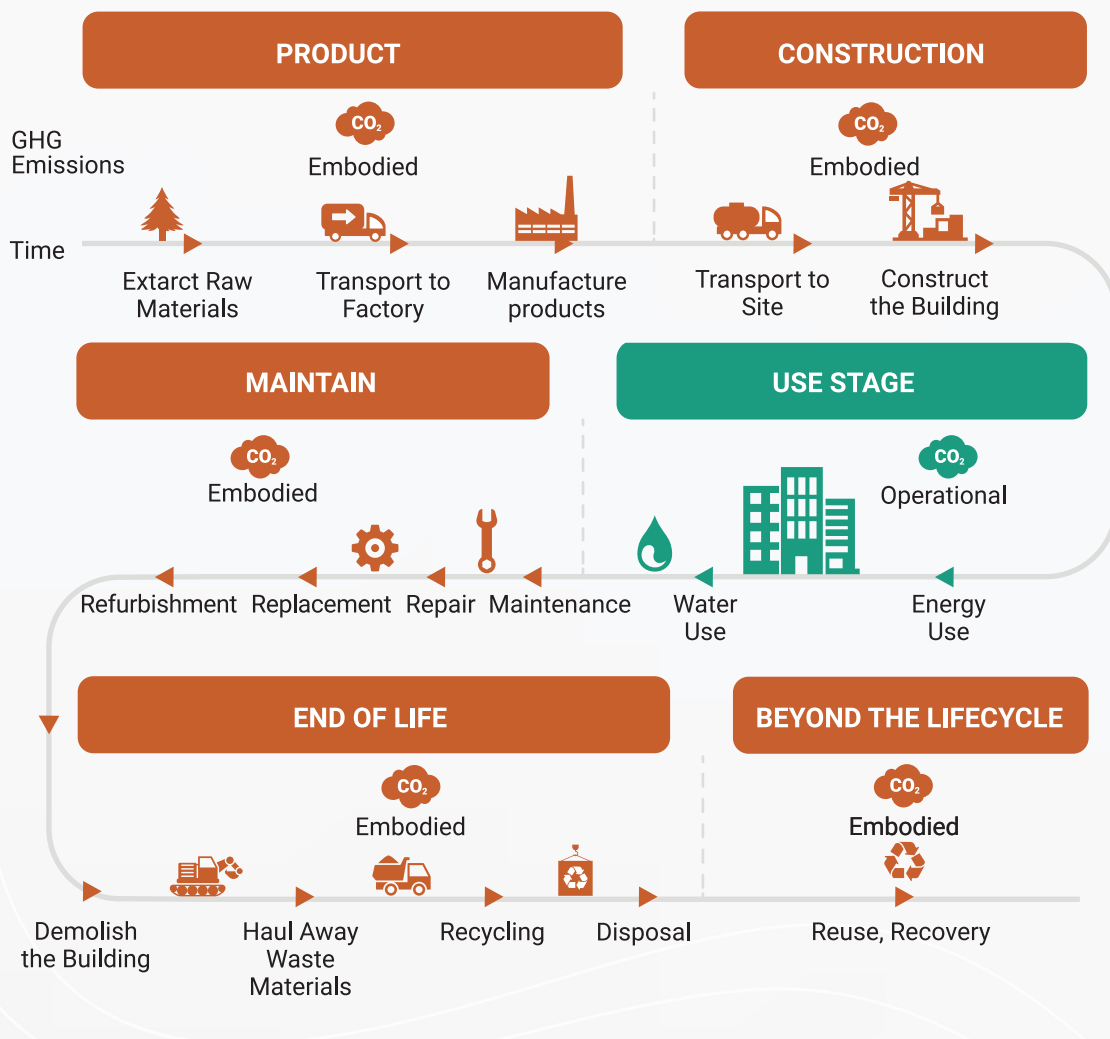 PRODUCT
CONSTRUCTION
GHG
Emissions
CO₂
Embodied
CO₂
Embodied
Time
Extarct Raw
Materials
Transport to
Factory
Manufacture
products
Transport to
Site
Construct
the Building
MAINTAIN
USE STAGE
CO₂
Embodied
CO₂
Operational
Refurbishment
Replacement
Repair
Maintenance
Water
Use
Energy
Use
END OF LIFE
BEYOND THE LIFECYCLE
CO₂
Embodied
CO₂
Embodied
Demolish
the Building
Haul Away
Waste
Materials
Recycling
Disposal
Reuse, Recovery